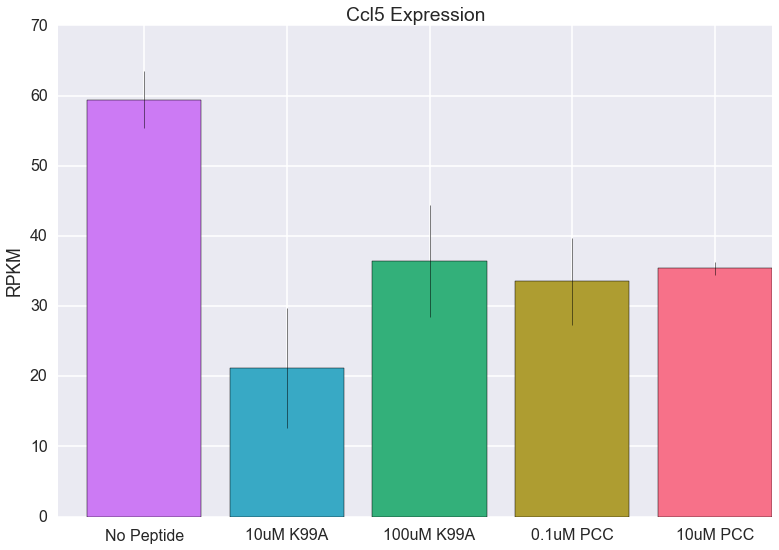 Ccl5 Expression
70
60
50
40
30
20
10
0
RPKM
No Peptide
10uM K99A
100uM K99A
0.1uM PCC
10uM PCC